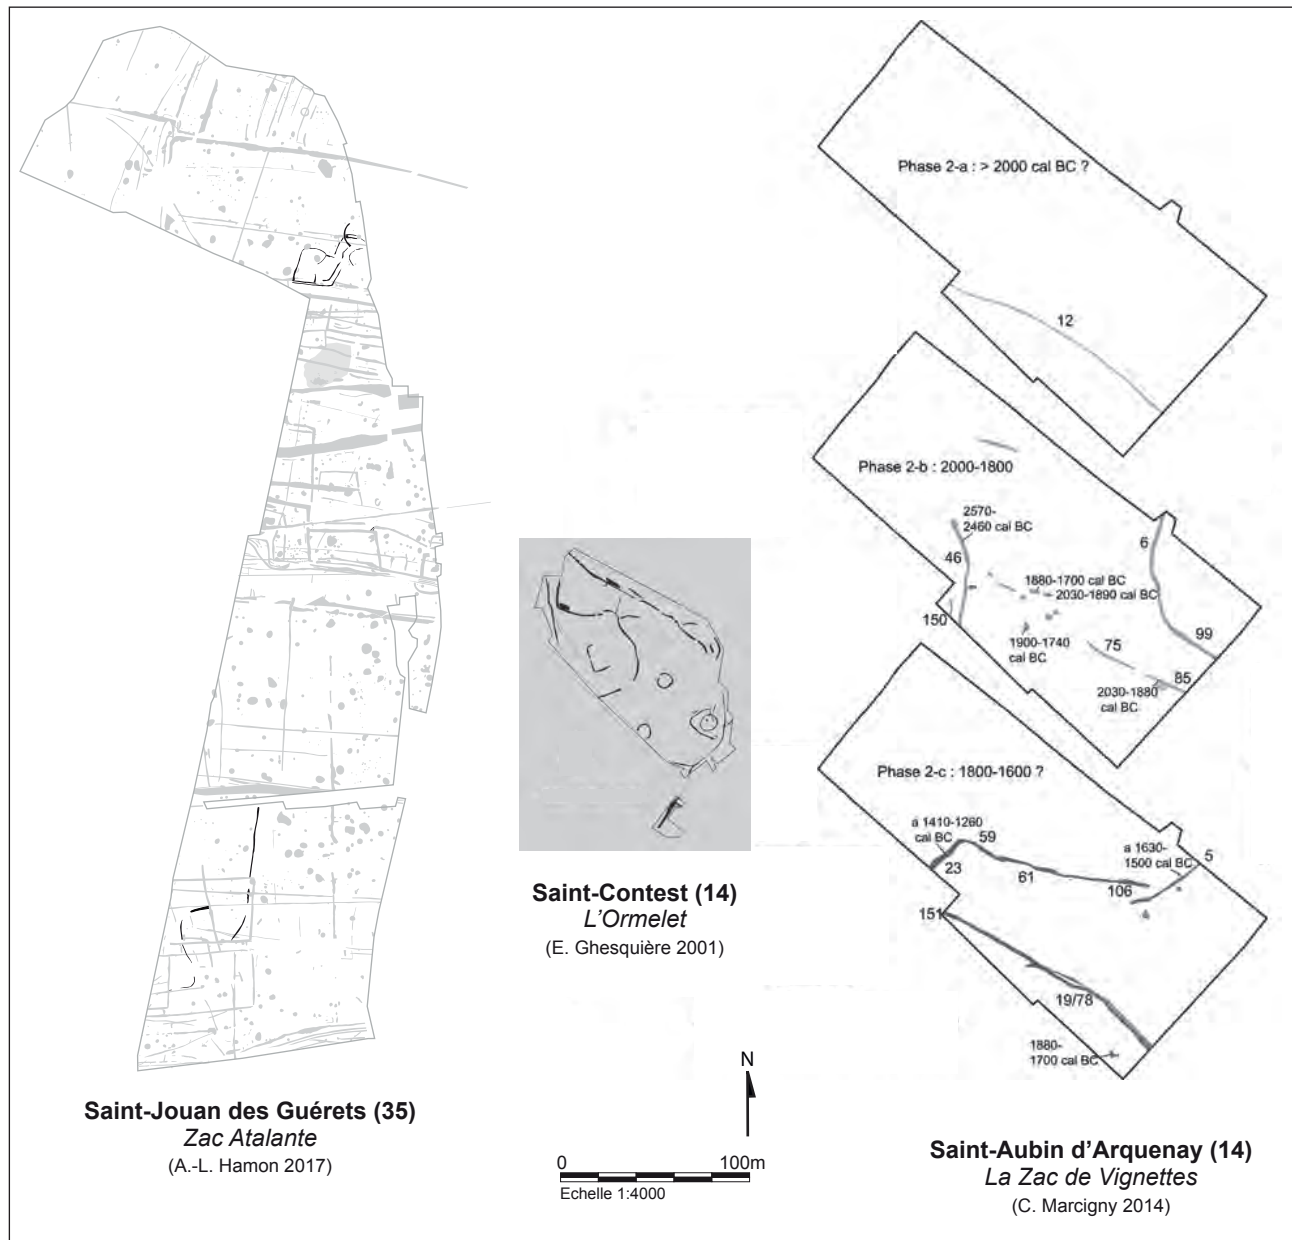 Phase 2-a : > 2000 cal BC ?
12
Phase 2-b : 2000-1800
2570-
2460 cal BC
46
6
1880-1700 cal BC
2030-1890 cal BC
150
1900-1740
cal BC
75
99
85
2030-1880
cal BC
Phase 2-c : 1800-1600 ?
a 1410-1260
cal BC
59
23
61
106
a 1630-
1500 cal BC
5
151
19/78
1880-
1700 cal BC
Saint-Contest (14)
L'Ormelet
(E. Ghesquière 2001)
Saint-Jouan des Guérets (35)
Zac Atalante
(A.-L. Hamon 2017)
N
0 100m
Echelle 1:4000
Saint-Aubin d'Arquenay (14)
La Zac de Vignettes
(C. Marcigny 2014)